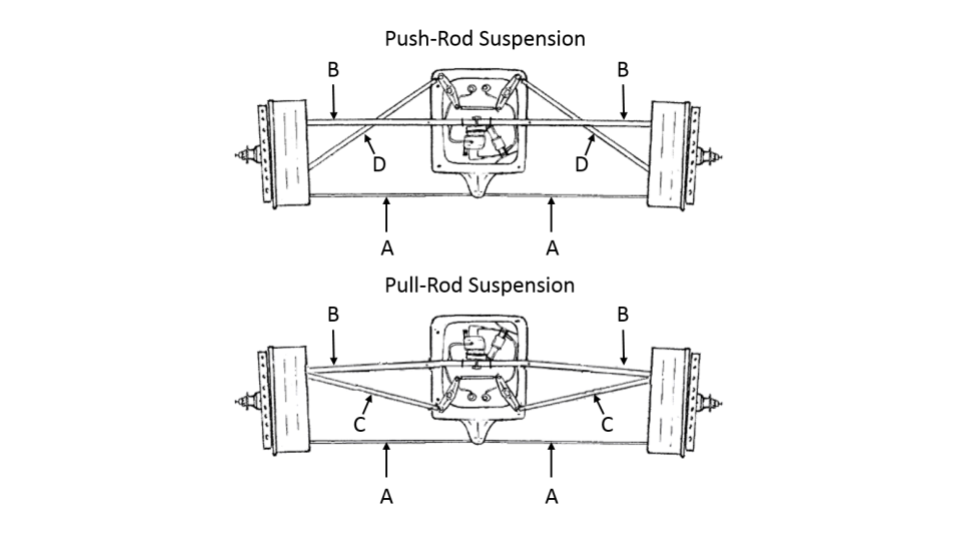 Push-Rod Suspension
B B
D D
A A
Pull-Rod Suspension
B B
C C
A A